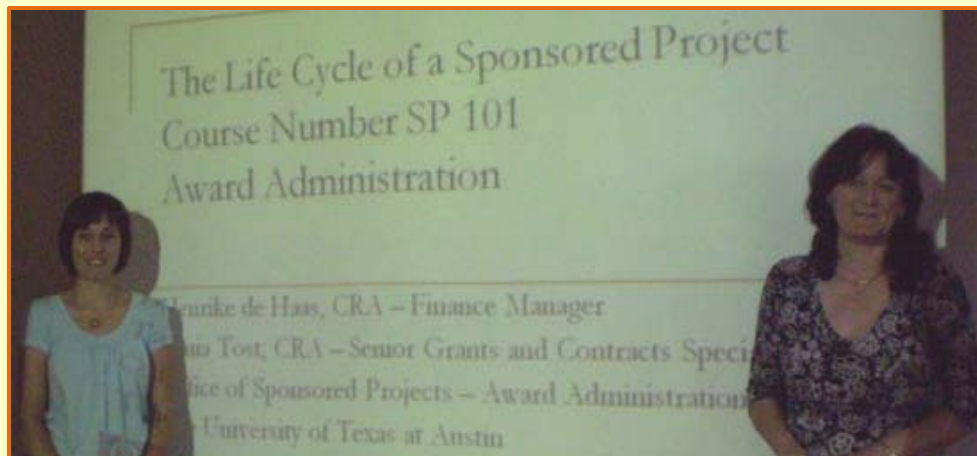 The Life Cycle of a Sponsored Project
Course Number SP 101
Award Administration
de Haas, CRA – Finance Manager
Tost, CRA – Senior Grants and Contracts
of Sponsored Projects – Award Administration
University of Texas at Austin